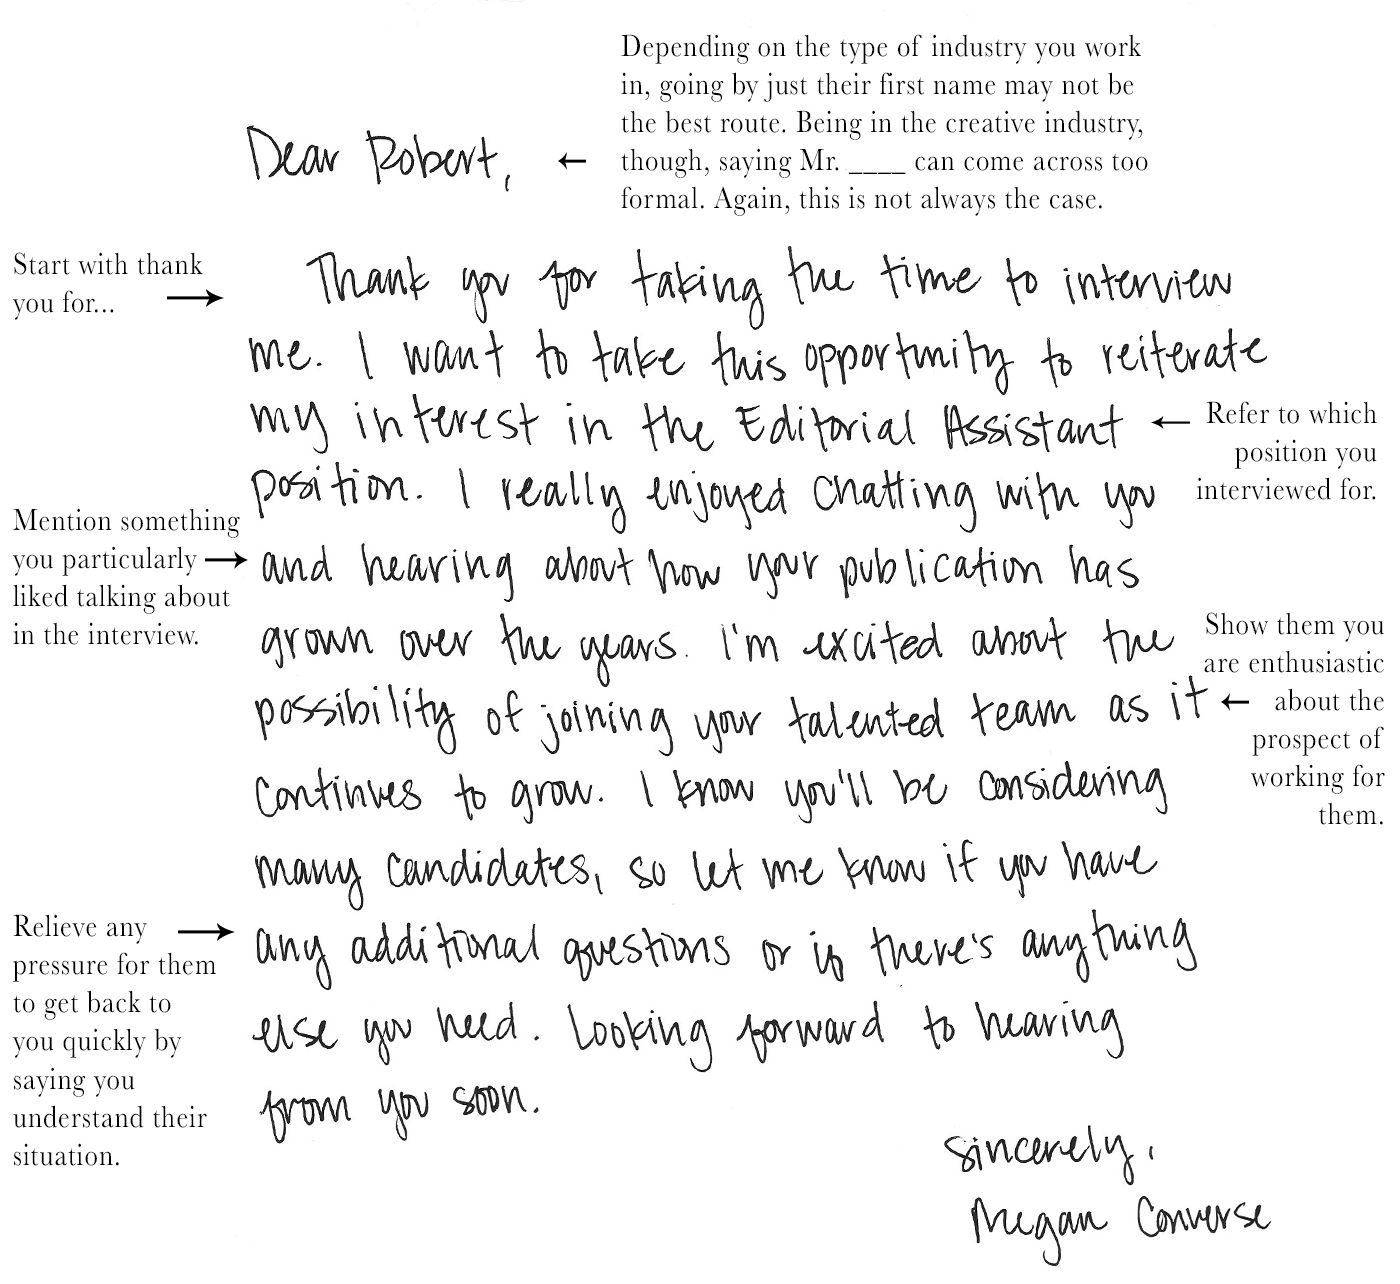 Depending on the type of industry you work
in, going by just their first name may not be
the best route. Being in the creative industry,
though, saying Mr. ____ can come across too
formal. Again, this is not always the case.
Dear Robert, ←
Start with thank
you for... →
Thank you for taking the time to interview
me. I want to take this opportunity to reiterate
my interest in the Editorial Assistant
← Refer to which
position you
interviewed for.
position. I really enjoyed chatting with you
Mention something
you particularly →
liked talking about
in the interview.
and hearing about how your publication has
grown over the years. I'm excited about the
possibility of joining your talented team as it
Show them you
are enthusiastic
← about the
prospect of
working for
them.
continues to grow. I know you'll be considering
many candidates, so let me know if you have
Relieve any →
pressure for them
to get back to
you quickly by
saying you
understand their
situation.
any additional questions or if there's anything
else you need. Looking forward to hearing
from you soon.
Sincerely,
Megan Converse